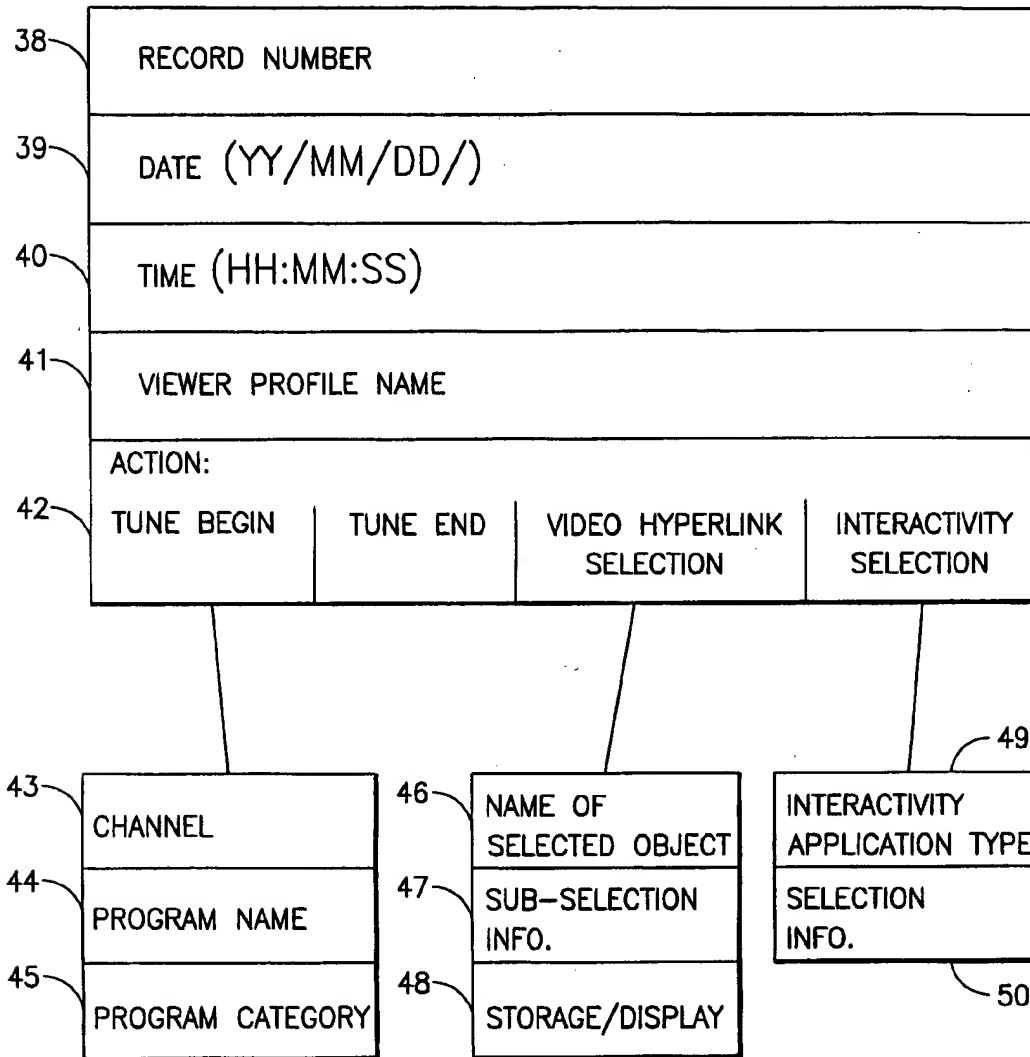 38
RECORD NUMBER
39
DATE (YY/MM/DD/)
40
TIME (HH:MM:SS)
41
VIEWER PROFILE NAME
ACTION:
42
TUNE BEGIN
TUNE END
VIDEO HYPERLINK
SELECTION
INTERACTIVITY
SELECTION
43
CHANNEL
44
PROGRAM NAME
45
PROGRAM CATEGORY
46
NAME OF
SELECTED OBJECT
47
SUB-SELECTION
INFO.
48
STORAGE/DISPLAY
49
INTERACTIVITY
APPLICATION TYPE
SELECTION
INFO.
50